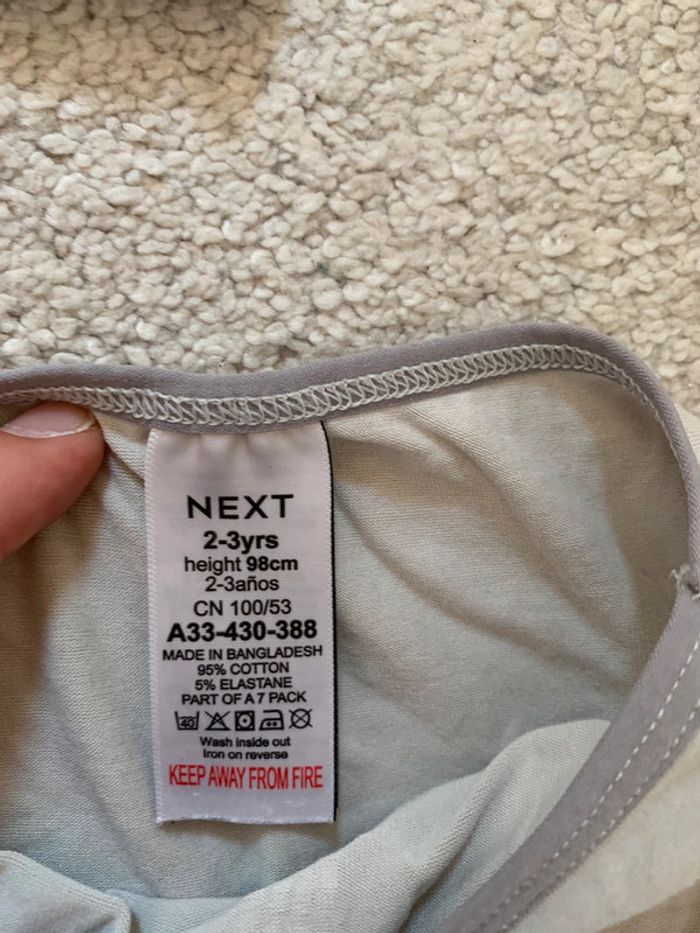 NEXT
2-3yrs
height 98cm
2-3años
CN 100/53
A33-430-388
MADE IN BANGLADESH
95% COTTON
5% ELASTANE
PART OF A 7 PACK
40
Wash inside out
Iron on reverse
KEEP AWAY FROM FIRE